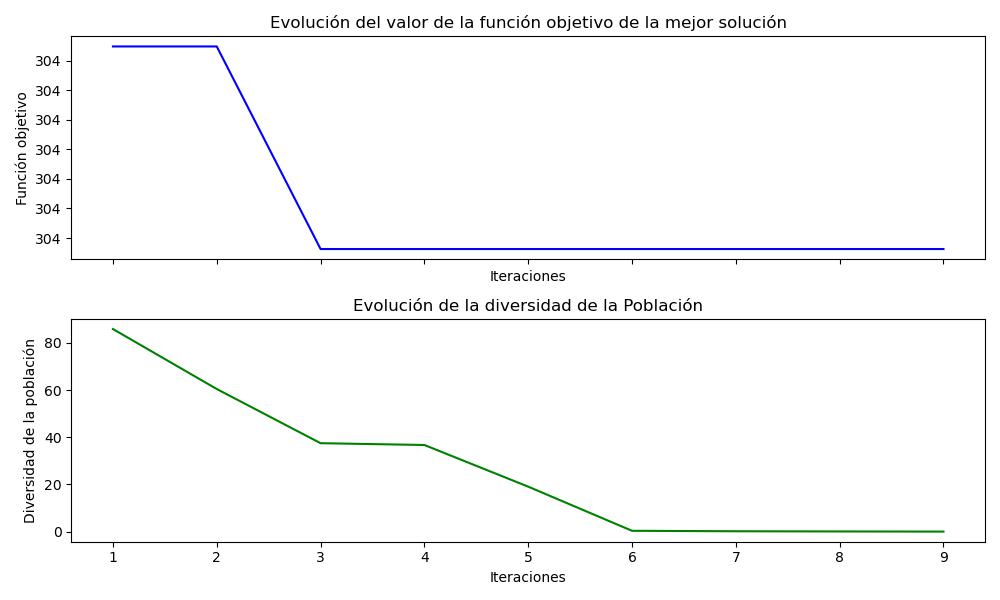 Evolución del valor de la función objetivo de la mejor solución
304
304
304
304
304
304
304
Función objetivo
Iteraciones
Evolución de la diversidad de la Población
80
60
40
20
0
Diversidad de la población
1 2 3 4 5 6 7 8 9
Iteraciones